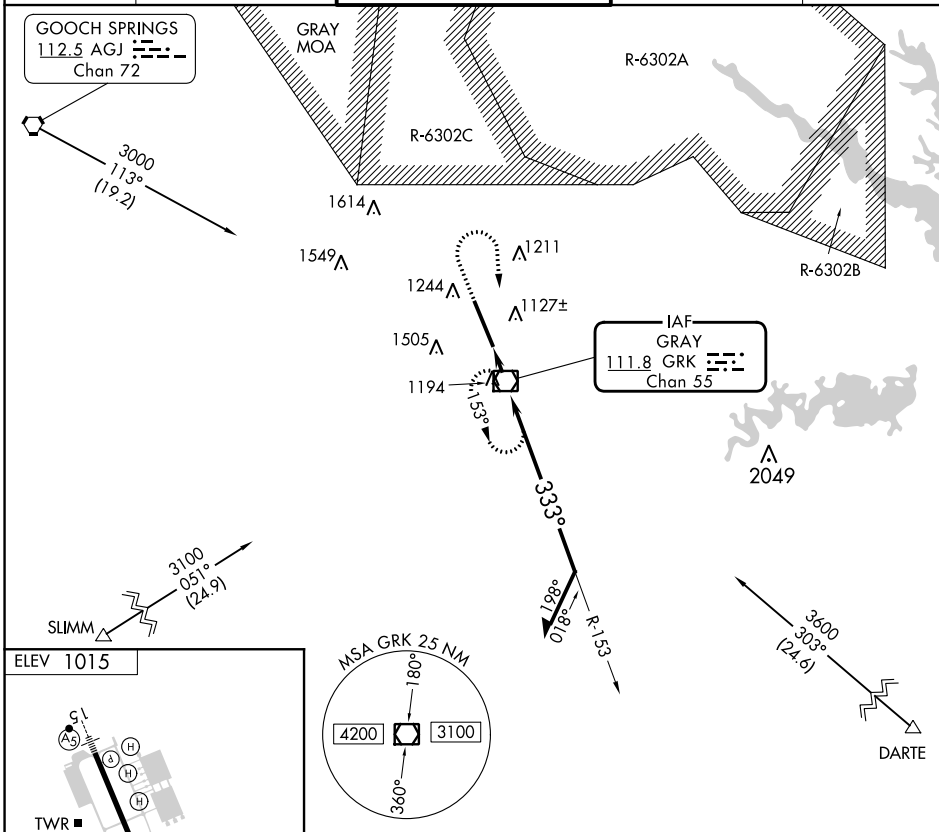 GOOCH SPRINGS
112.5 AGJ
Chan 72
GRAY
MOA
R-6302A
R-6302C
R-6302B
3000
113°
(19.2)
1614
1549
1211
1244
1127±
1505
1194
IAF
GRAY
111.8 GRK
Chan 55
153°
2049
333°
3100
051°
(24.9)
SLIMM
198°
018°
R-153
3600
303°
(24.6)
DARTE
ELEV 1015
15
A5
P
H
H
H
TWR
MSA GRK 25 NM
180°
4200
3100
360°